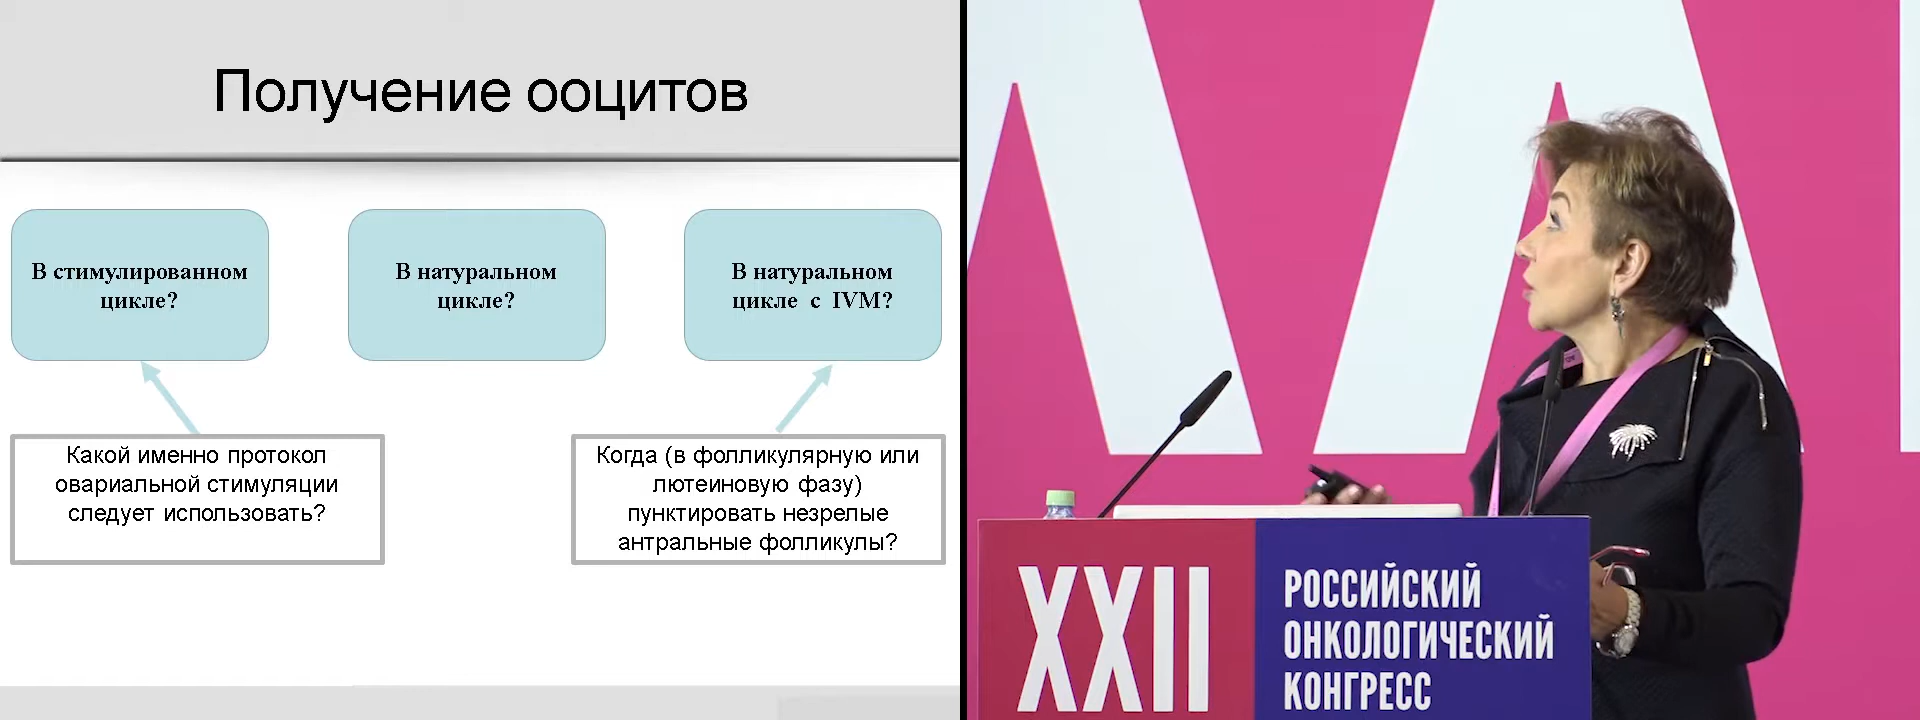 Получение ооцитов
В стимулированном
цикле?
В натуральном
цикле?
В натуральном
цикле с IVM?
Какой именно протокол
овариальной стимуляции
следует использовать?
Когда (в фолликулярную или
лютеиновую фазу)
пунктировать незрелые
антральные фолликулы?
XXII
РОССИЙСКИЙ
ОНКОЛОГИЧЕСКИЙ
КОНГРЕСС